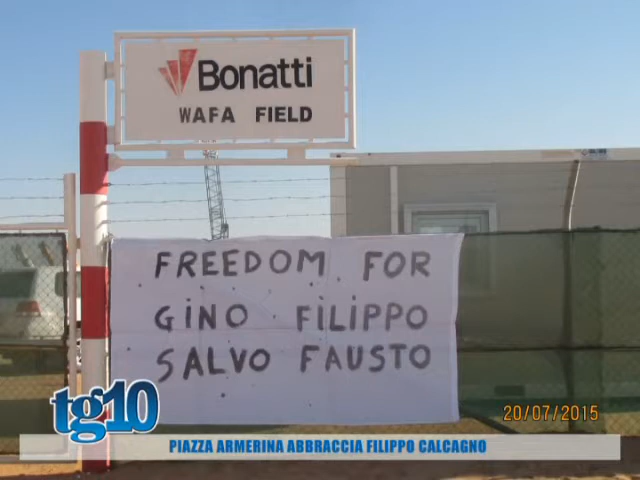 Bonatti
WAFA FIELD
FREEDOM FOR
GINO FILIPPO
SALVO FAUSTO
tg10
20/07/2015
PIAZZA ARMERINA ABBRACCIA FILIPPO CALCAGNO